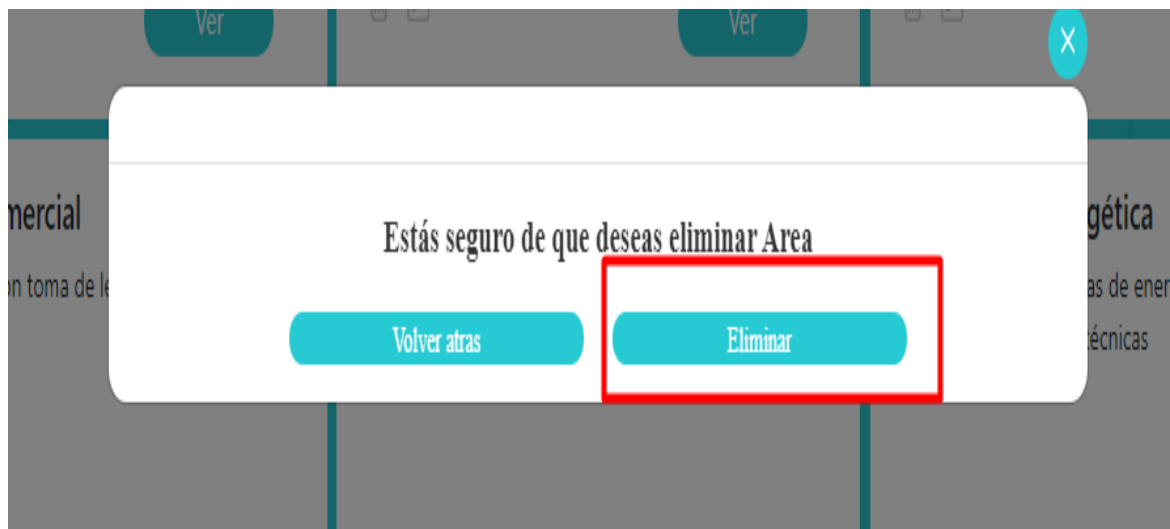 Ver
Ver
Estás seguro de que deseas eliminar Area
Volver atras
Eliminar
mercial
on toma de le
gética
as de ener
técnicas